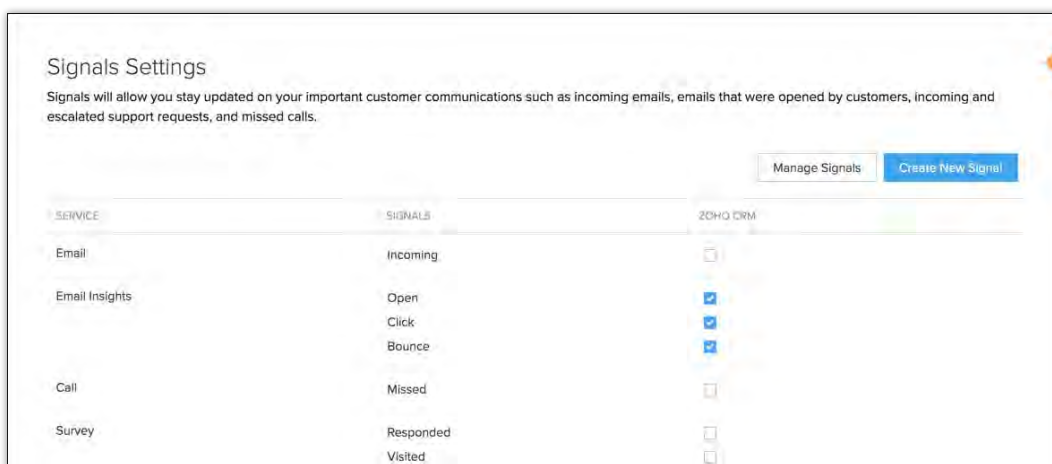 Signals Settings
Signals will allow you stay updated on your important customer communications such as incoming emails, emails that were opened by customers, incoming and
escalated support requests, and missed calls.
Manage Signals Create New Signal
SERVICE SIGNALS ZOHO CRM
Email Incoming
Email Insights Open
Click
Bounce
Call Missed
Survey Responded
Visited